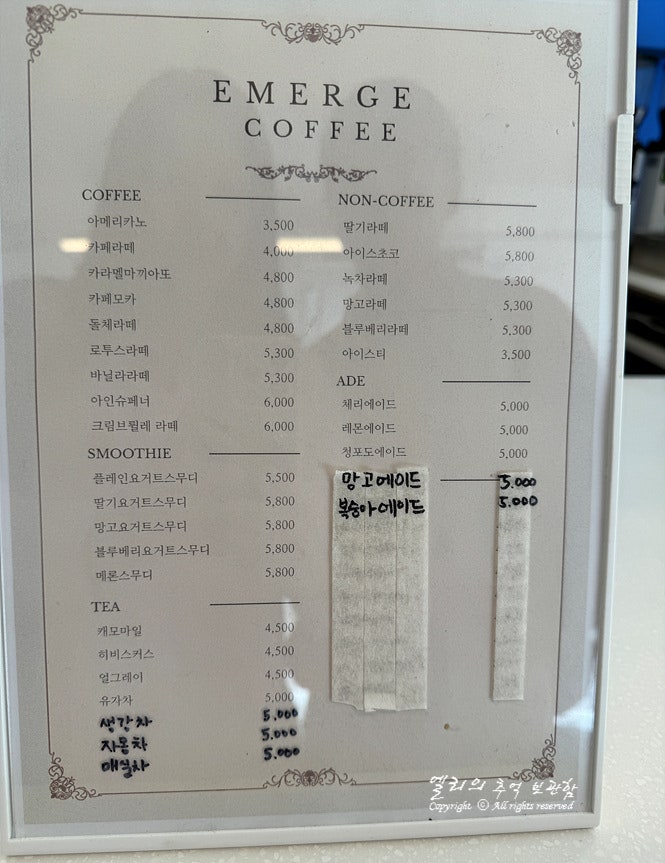 EMERGE
COFFEE
COFFEE
아메리카노 3,500
카페라떼 4,000
카라멜마끼아또 4,800
카페모카 4,800
돌체라떼 4,800
로투스라떼 5,300
바닐라라떼 5,300
아인슈페너 6,000
크림브륄레 라떼 6,000
SMOOTHIE
플레인요거트스무디 5,500
딸기요거트스무디 5,800
망고요거트스무디 5,800
블루베리요거트스무디 5,800
메론스무디 5,800
TEA
캐모마일 4,500
히비스커스 4,500
얼그레이 4,500
유자차 5,000
생강차 5.000
자몽차 5.000
매실차 5.000
NON-COFFEE
딸기라떼 5,800
아이스초코 5,800
녹차라떼 5,300
망고라떼 5,300
블루베리라떼 5,300
아이스티 3,500
ADE
체리에이드 5,000
레몬에이드 5,000
청포도에이드 5,000
망고에이드 5.000
복숭아에이드 5.000
엘리의 추억 보관함
Copyright ⓒ All rights reserved